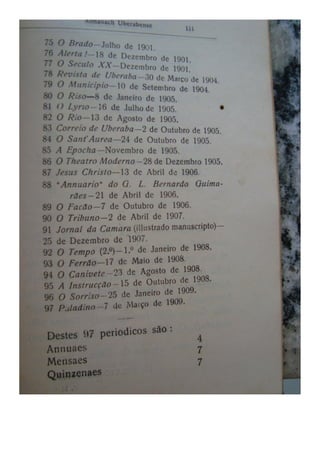 Almanach Uberabense 111
75 O Brado—Julho de 1901.
76 Alerta!—18 de Dezembro de 1901.
77 O Seculo XX—Dezembro de 1901.
78 Revista de Uberaba—30 de Março de 1904.
79 O Municipio—10 de Setembro de 1904.
80 O Riso—8 de Janeiro de 1905.
81 O Lyrio—16 de Julho de 1905.
82 O Rio—13 de Agosto de 1905.
83 Correio de Uberaba—2 de Outubro de 1905.
84 O Sant'Aurea—24 de Outubro de 1905.
85 A Epocha—Novembro de 1905.
86 O Theatro Moderno—28 de Dezembro 1905.
87 Jesus Christo—13 de Abril de 1906.
88 "Annuario" do G. L. Bernardo Guima-
rães—21 de Abril de 1906.
89 O Facão—7 de Outubro de 1906.
90 O Tribuno—2 de Abril de 1907.
91 Jornal da Camara (illustrado manuscripto)—
25 de Dezembro de 1907.
92 O Tempo (2.º)—1.º de Janeiro de 1908.
93 O Ferrão—17 de Maio de 1908.
94 O Canivete—23 de Agosto de 1908.
95 A Instrucção—15 de Outubro de 1908.
96 O Sorriso—25 de Janeiro de 1909.
97 Paladino—7 de Março de 1909.
Destes 97 periodicos são:
Annuaes 4
Mensaes 7
Quinzenaes 7